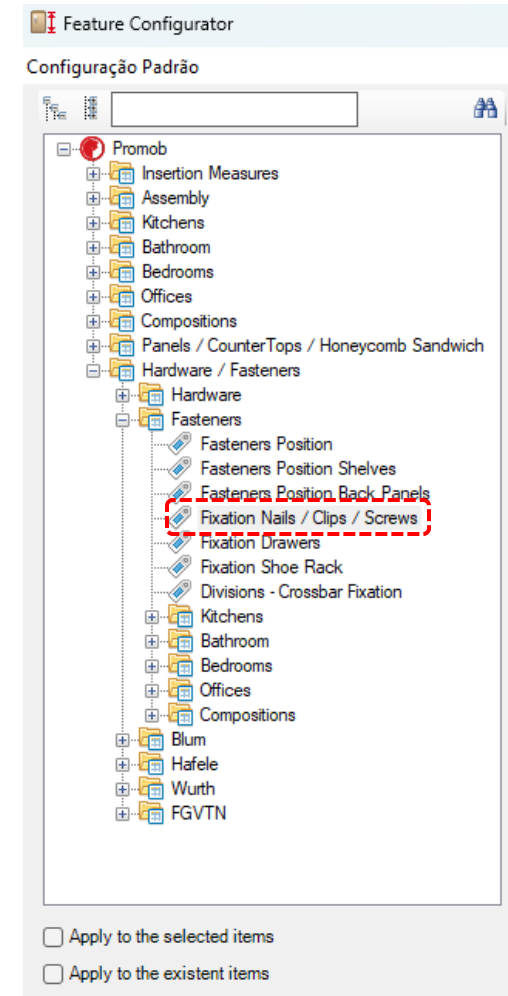 Feature Configurator
Configuração Padrão
Promob
Insertion Measures
Assembly
Kitchens
Bathroom
Bedrooms
Offices
Compositions
Panels / CounterTops / Honeycomb Sandwich
Hardware / Fasteners
Hardware
Fasteners
Fasteners Position
Fasteners Position Shelves
Fasteners Position Back Panels
Fixation Nails / Clips / Screws
Fixation Drawers
Fixation Shoe Rack
Divisions - Crossbar Fixation
Kitchens
Bathroom
Bedrooms
Offices
Compositions
Blum
Hafele
Wurth
FGVTN
Apply to the selected items
Apply to the existent items